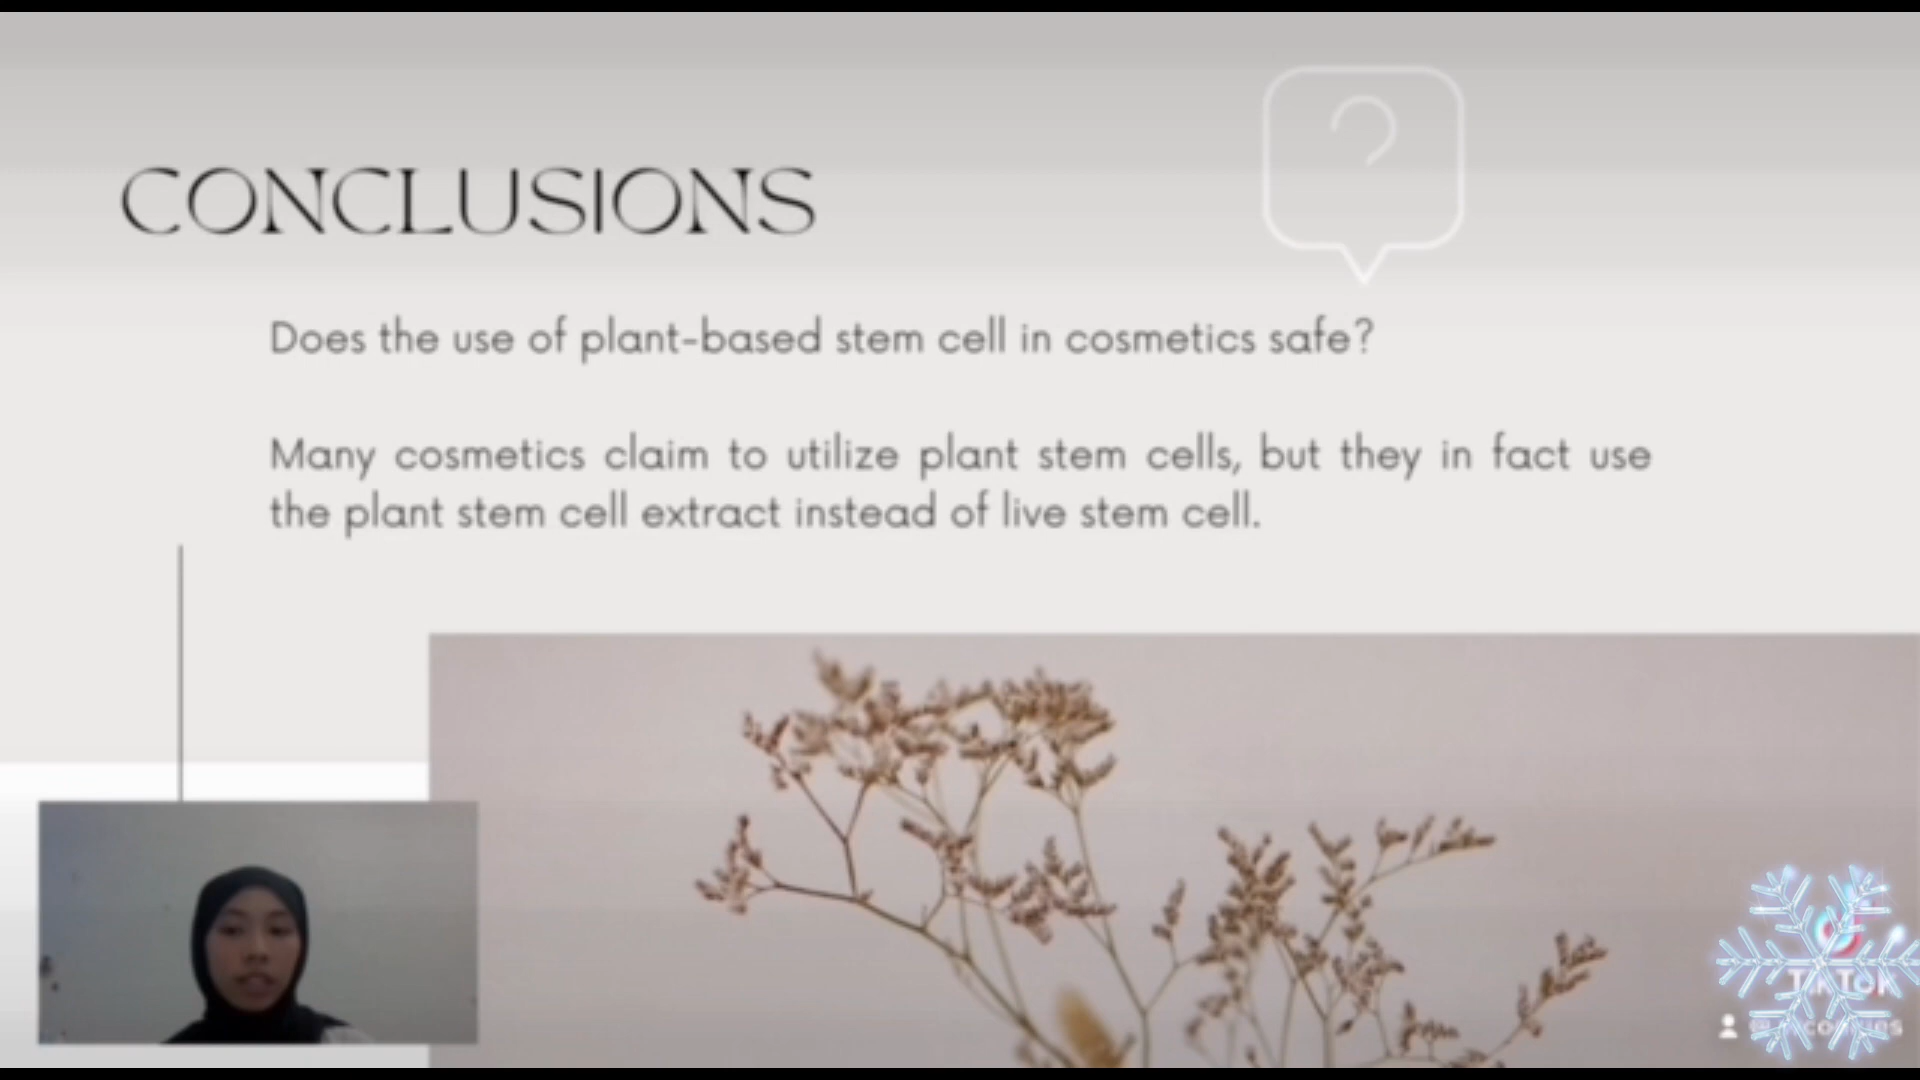 ?
CONCLUSIONS
Does the use of plant-based stem cell in cosmetics safe?
Many cosmetics claim to utilize plant stem cells, but they in fact use
the plant stem cell extract instead of live stem cell.
TikTok